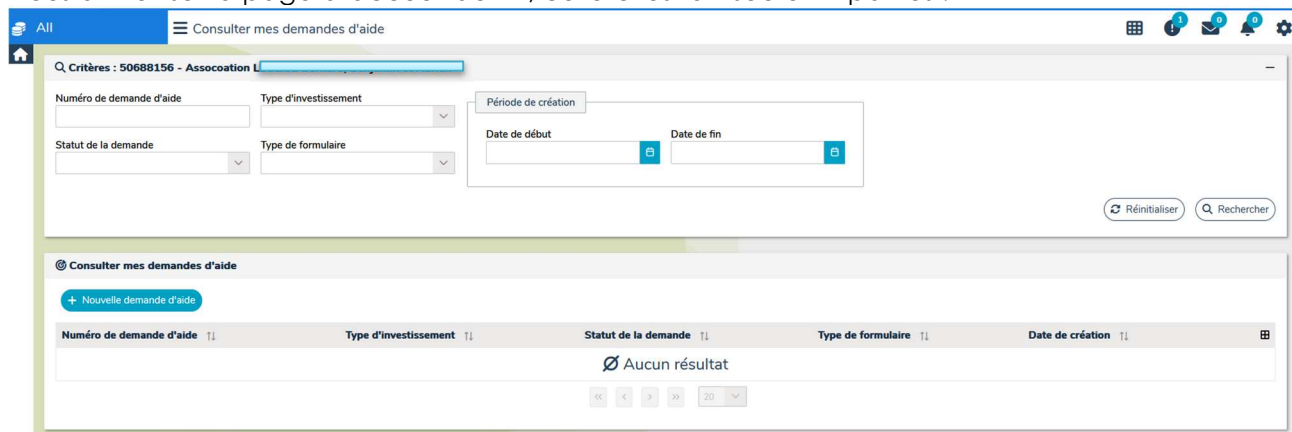 All
Consulter mes demandes d'aide
1 0 0
Critères : 50688156 - Assocoation L
Numéro de demande d'aide
Type d'investissement
Période de création
Date de début
Date de fin
Statut de la demande
Type de formulaire
Réinitialiser
Rechercher
Consulter mes demandes d'aide
+ Nouvelle demande d'aide
Numéro de demande d'aide Type d'investissement Statut de la demande Type de formulaire Date de création
Aucun résultat
« < > » 20